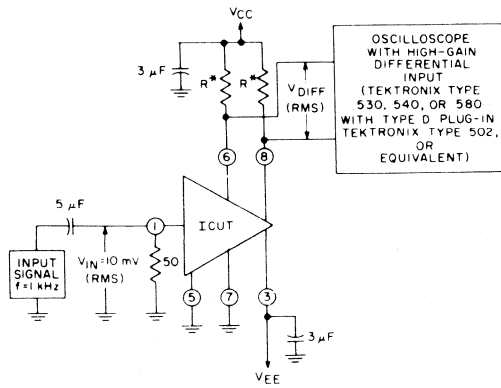 VCC
3 µF
R*
R*
VDIFF
(RMS)
OSCILLOSCOPE
WITH HIGH-GAIN
DIFFERENTIAL
INPUT
(TEKTRONIX TYPE
530, 540, OR 580
WITH TYPE D PLUG-IN
TEKTRONIX TYPE 502,
OR
EQUIVALENT)
6
8
5 µF
1
ICUT
INPUT
SIGNAL
f=1 kHz
VIN=10 mV
(RMS)
50
5
7
3
3 µF
VEE